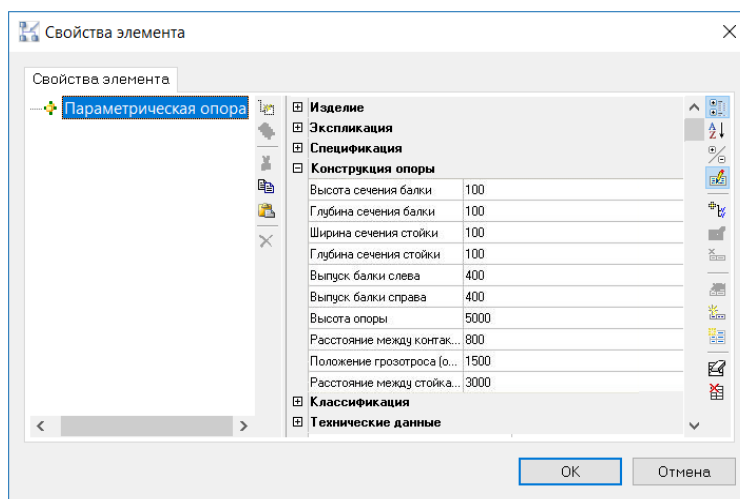 Свойства элемента
Свойства элемента
Параметрическая опора
Изделие
Экспликация
Спецификация
Конструкция опоры
Высота сечения балки 100
Глубина сечения балки 100
Ширина сечения стойки 100
Глубина сечения стойки 100
Выпуск балки слева 400
Выпуск балки справа 400
Высота опоры 5000
Расстояние между контак... 800
Положение грозотроса (о... 1500
Расстояние между стойка... 3000
Классификация
Технические данные
OK Отмена